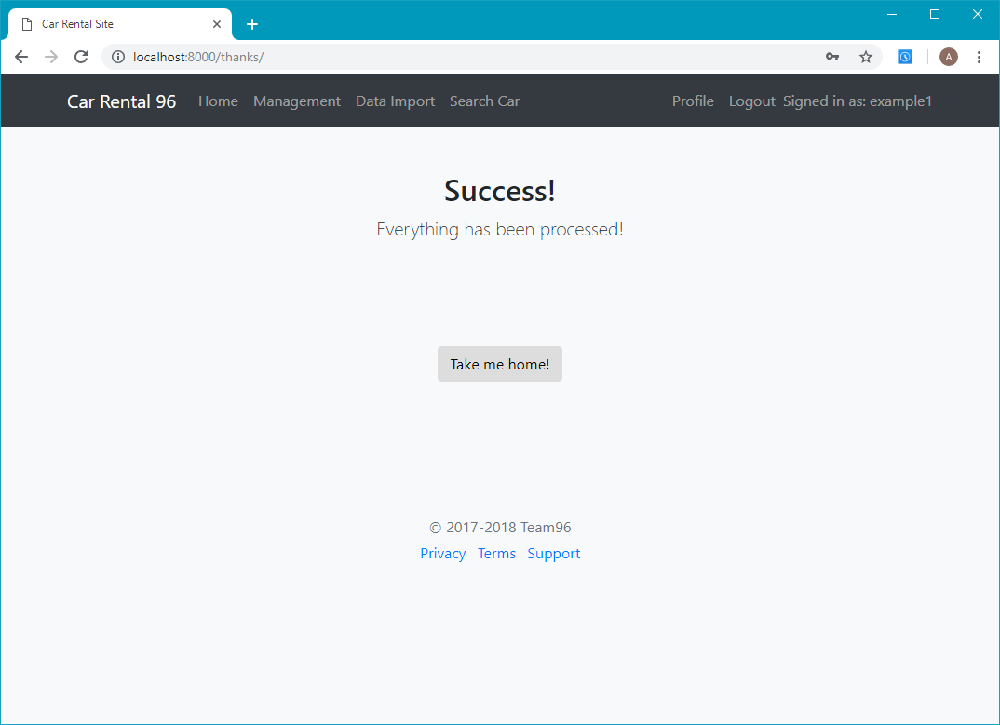 Car Rental Site
localhost:8000/thanks/
A
Car Rental 96 Home Management Data Import Search Car Profile Logout Signed in as: example1
Success!
Everything has been processed!
Take me home!
© 2017-2018 Team96
Privacy Terms Support